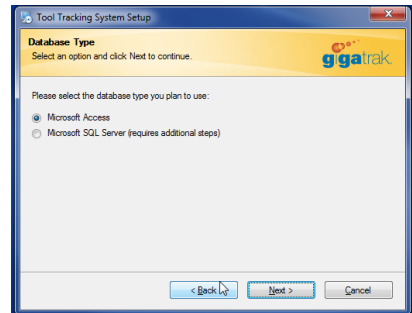 Tool Tracking System Setup
Database Type
Select an option and click Next to continue.
gigatrak.
Please select the database type you plan to use:
Microsoft Access
Microsoft SQL Server (requires additional steps)
< Back
Next >
Cancel